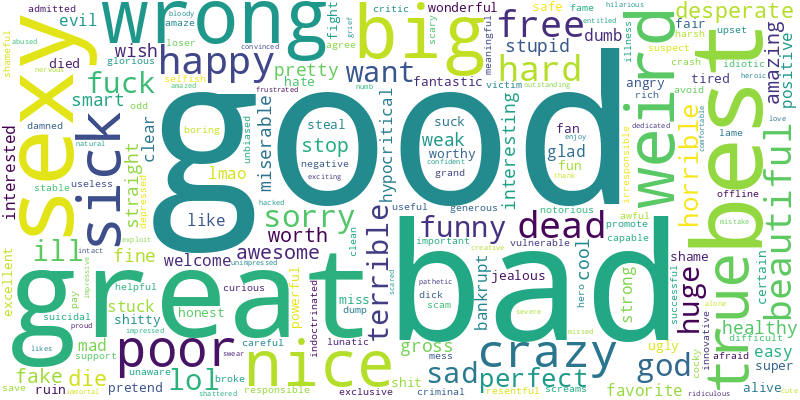 admitted
bloody
amaze
wrong
big
critic
wonderful
safe
fame
entitled
hilarious
evil
loser
fight
agree
grief
scary
free
dumb
fair
harsh
upset
desperate
shameful
abused
sexy
died
wish
glorious
convinced
meaningful
stupid
illness
suspect
idiotic
positive
nervous
happy
selfish
amazed
pretty
want
fantastic
hard
crash
heroic
amazing
fuck
hate
frustrated
numb
victim
outstanding
angry
rich
tired
avoid
smart
odd
good
weird
best
love
damned
sick
clear
boring
unbiased
miserable
steal
stop
negative
exciting
hypocritical
suck
weak
worthy
confident
grand
interesting
fan
enjoy
glad
fun
thank
irresponsible
dedicated
horrible
comfortable
lame
beautiful
interested
natural
stable
useless
straight
depressed
lmao
hacked
like
sorry
useful
generous
notorious
awful
promote
offline
mistake
true
exploit
ill
intact
fine
welcome
worth
awesome
unimpressed
clean
terrible
funny
important
creative
vulnerable
dead
cool
capable
shame
huge
certain
excellent
great
bad
impressive
pay
helpful
stuck
curious
powerful
indoctrinated
miss
dump
scared
pathetic
dick
scam
bankrupt
jealous
hero
strong
successful
alone
innovative
healthy
suicidal
proud
impressed
shitty
honest
severe
missed
difficult
likes
mad
support
poor
swear
careful
nice
lunatic
gross
mess
crazy
ugly
cocky
afraid
easy
fake
die
lol
unaware
broke
shit
sad
perfect
god
super
save
ruin
immortal
pretend
shattered
responsible
exclusive
criminal
resentful
screams
favorite
ridiculous
alive
cute